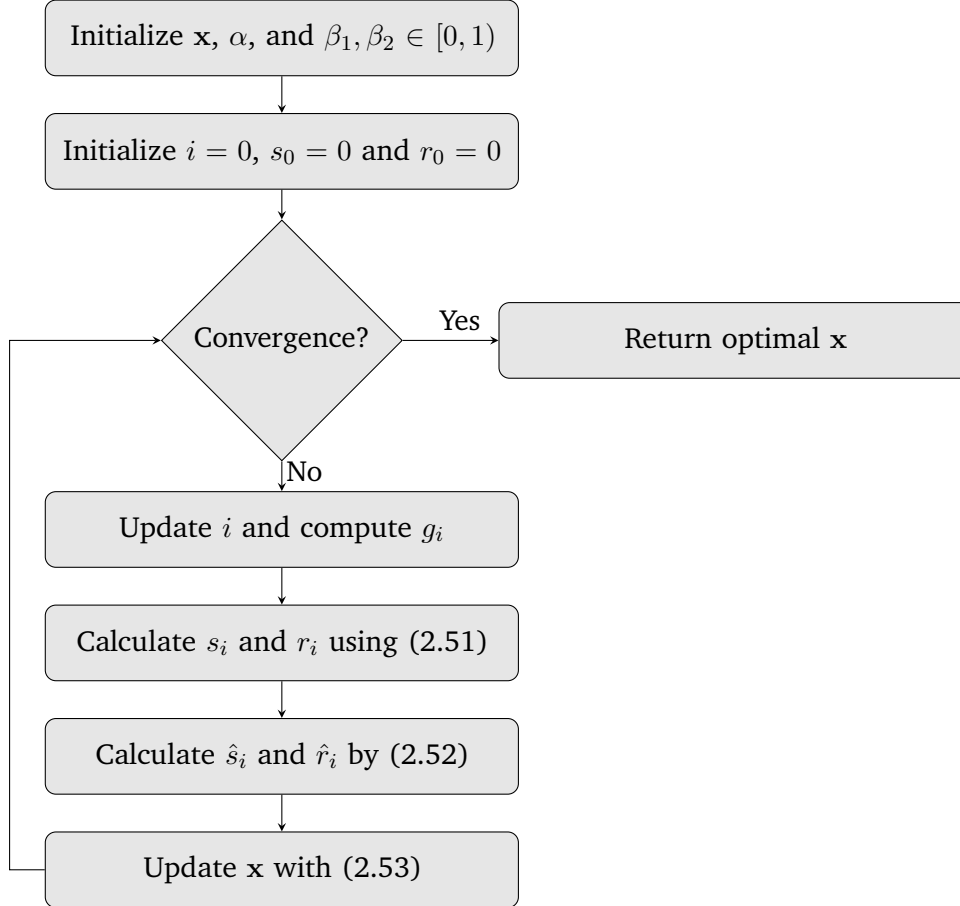 Initialize x, α, and β₁, β₂ ∈ [0, 1)
Initialize i = 0, s₀ = 0 and r₀ = 0
Convergence?
Yes
Return optimal x
No
Update i and compute gᵢ
Calculate sᵢ and rᵢ using (2.51)
Calculate ŝᵢ and r̂ᵢ by (2.52)
Update x with (2.53)